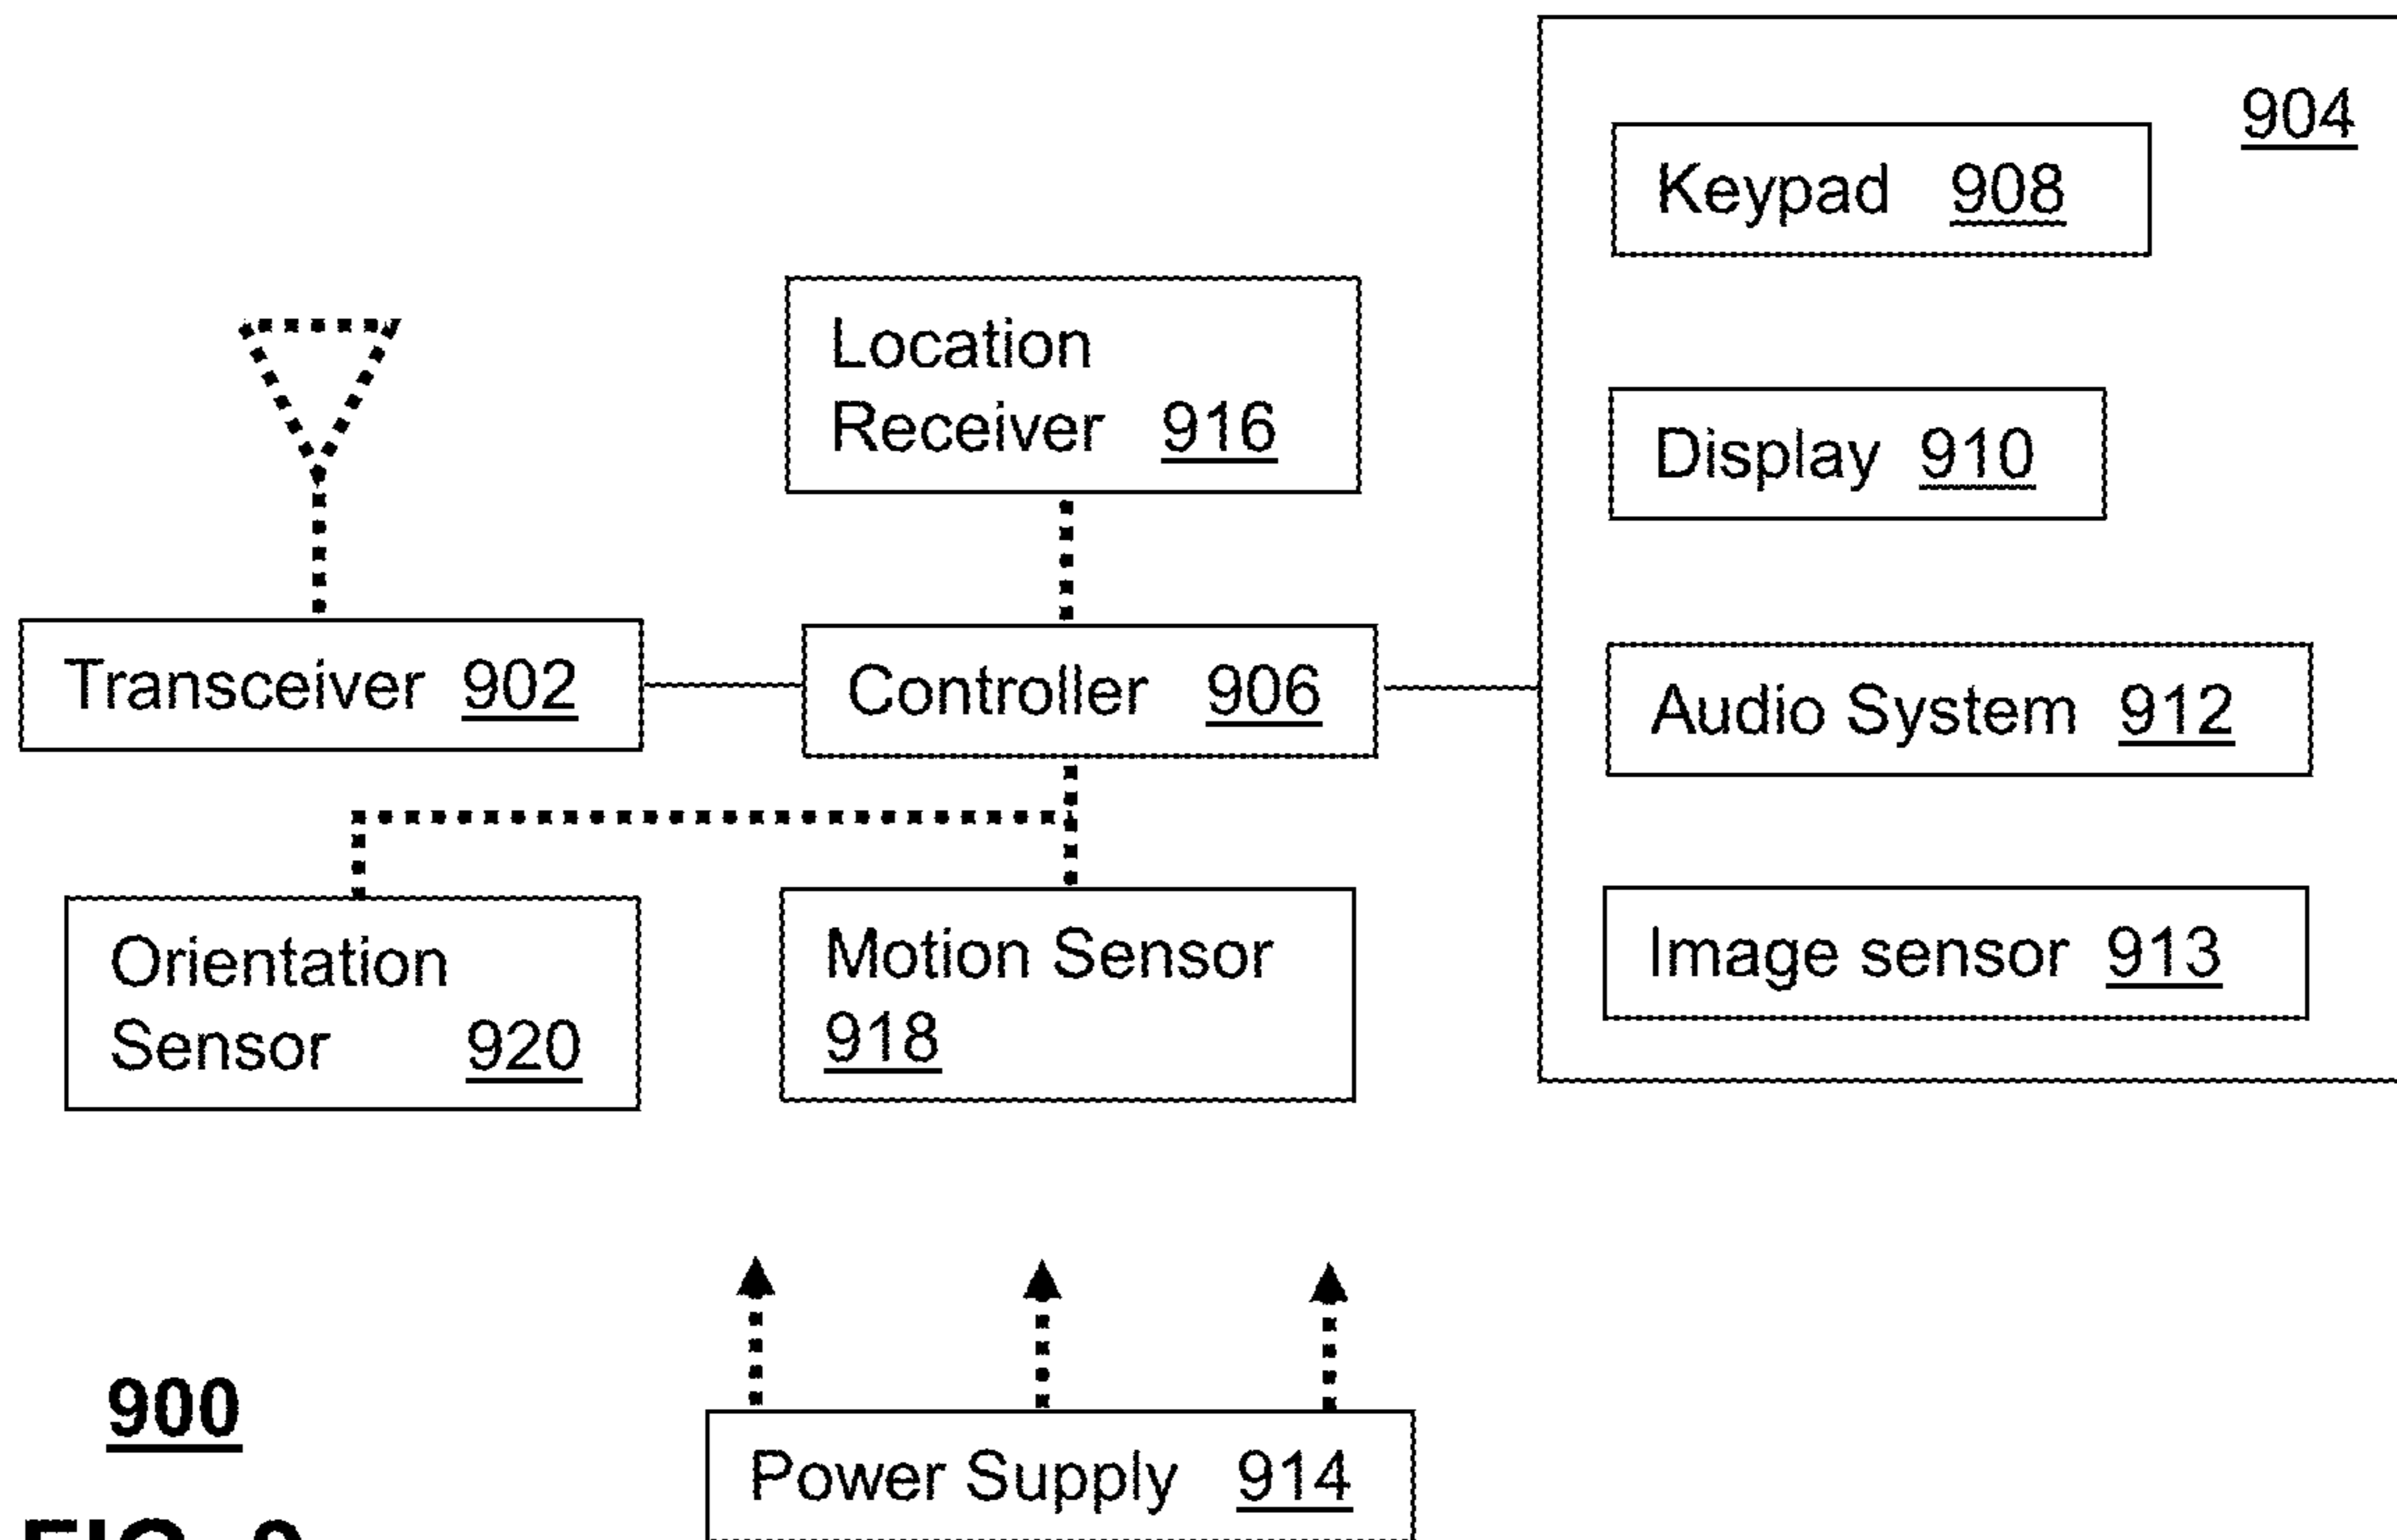 904
Keypad 908
Location
Receiver 916
Display 910
Transceiver 902
Controller 906
Audio System 912
Orientation
Sensor 920
Motion Sensor
918
Image sensor 913
900
Power Supply 914